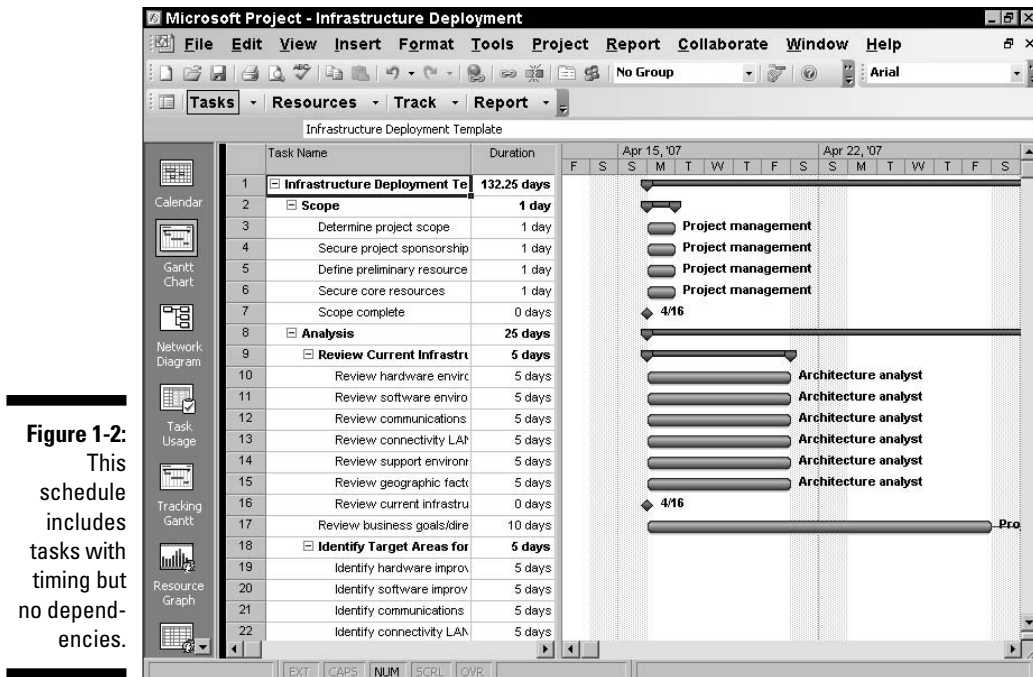 Microsoft Project - Infrastructure Deployment
File Edit View Insert Format Tools Project Report Collaborate Window Help
No Group Arial
Tasks Resources Track Report
Infrastructure Deployment Template
Task Name Duration Apr 15, '07 Apr 22, '07
F S S M T W T F S S M T W T F S
1 Infrastructure Deployment Te 132.25 days
2 Scope 1 day
3 Determine project scope 1 day Project management
4 Secure project sponsorship 1 day Project management
5 Define preliminary resource 1 day Project management
6 Secure core resources 1 day Project management
7 Scope complete 0 days 4/16
8 Analysis 25 days
9 Review Current Infrastru 5 days
10 Review hardware enviro 5 days Architecture analyst
11 Review software enviro 5 days Architecture analyst
12 Review communications 5 days Architecture analyst
13 Review connectivity LAN 5 days Architecture analyst
14 Review support environr 5 days Architecture analyst
15 Review geographic facto 5 days Architecture analyst
16 Review current infrastru 0 days 4/16
17 Review business goals/dire 10 days Pro
18 Identify Target Areas for 5 days
19 Identify hardware improv 5 days
20 Identify software improv 5 days
21 Identify communications 5 days
22 Identify connectivity LAN 5 days
Calendar
Gantt
Chart
Network
Diagram
Task
Usage
Tracking
Gantt
Resource
Graph
EXT CAPS NUM SCRL OVR
Figure 1-2:
This
schedule
includes
tasks with
timing but
no depend-
encies.